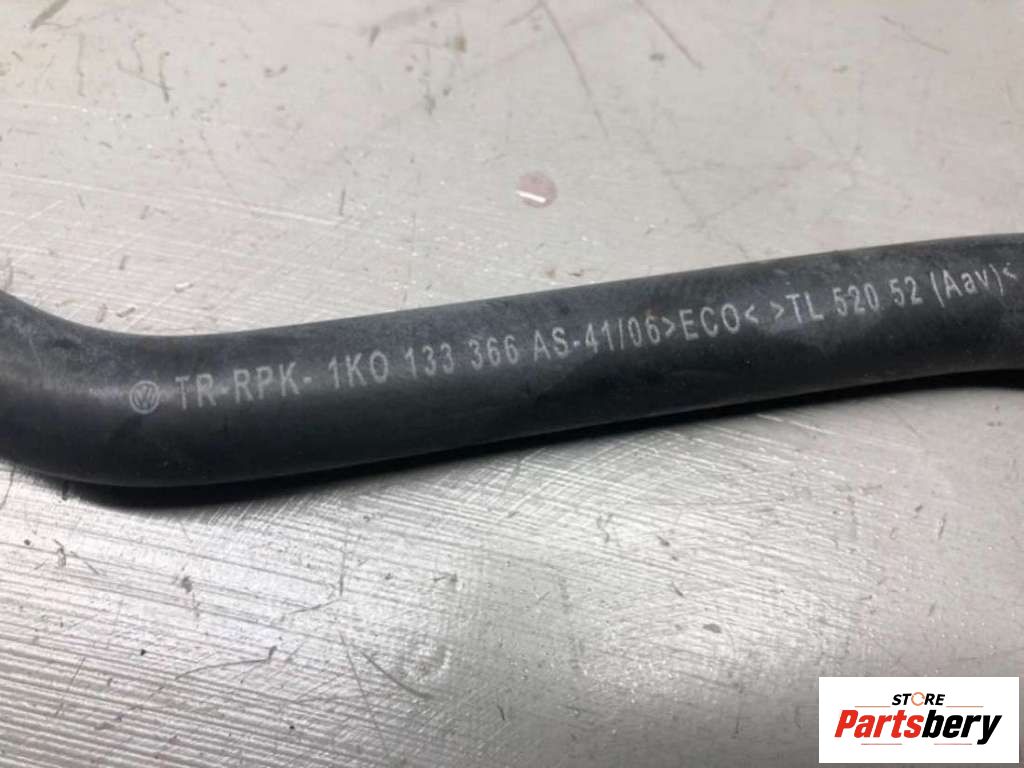 TR-RPK- 1K0 133 366 AS-41/06>ECO< >TL 520 52 (Aav)<
STORE
Partsbery